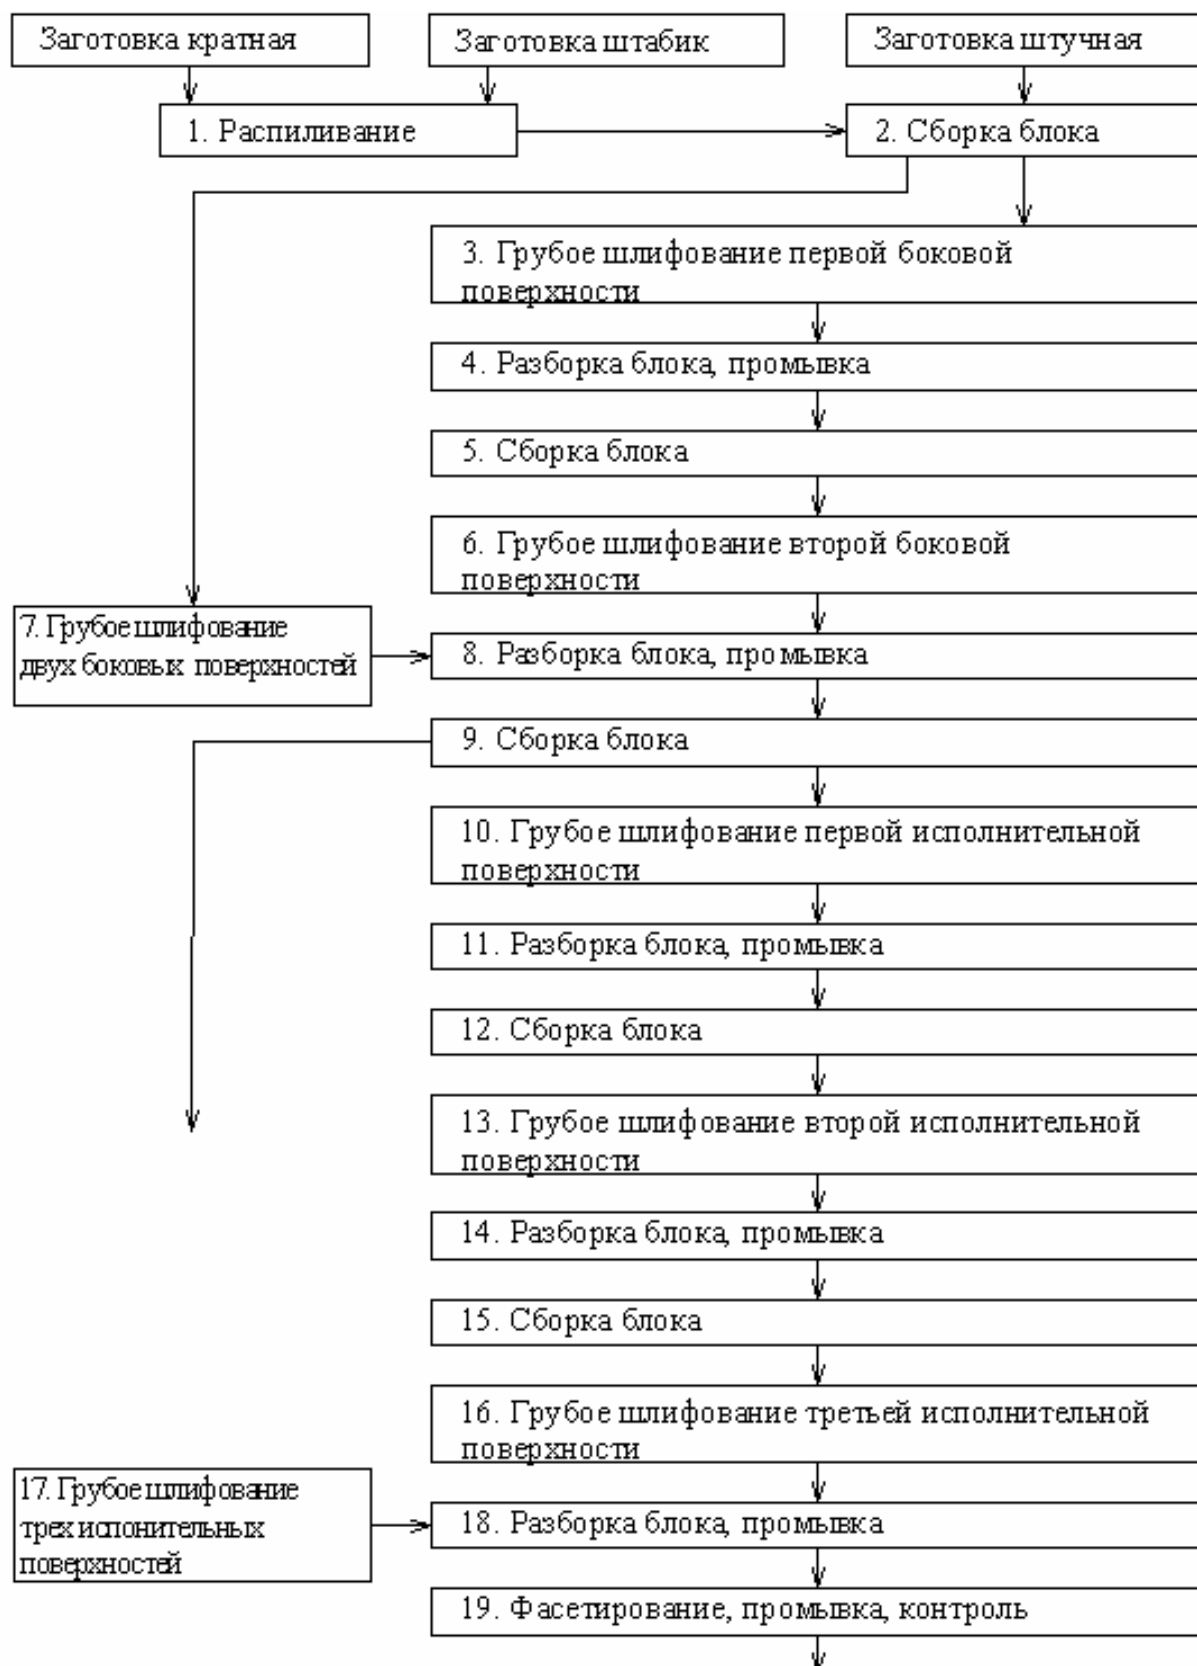 Заготовка кратная
Заготовка штабик
Заготовка штучная
1. Распиливание
2. Сборка блока
3. Грубое шлифование первой боковой
поверхности
4. Разборка блока, промывка
5. Сборка блока
6. Грубое шлифование второй боковой
поверхности
7. Грубое шлифование
двух боковых поверхностей
8. Разборка блока, промывка
9. Сборка блока
10. Грубое шлифование первой исполнительной
поверхности
11. Разборка блока, промывка
12. Сборка блока
13. Грубое шлифование второй исполнительной
поверхности
14. Разборка блока, промывка
15. Сборка блока
16. Грубое шлифование третьей исполнительной
поверхности
17. Грубое шлифование
трех испонительных
поверхностей
18. Разборка блока, промывка
19. Фасетирование, промывка, контроль